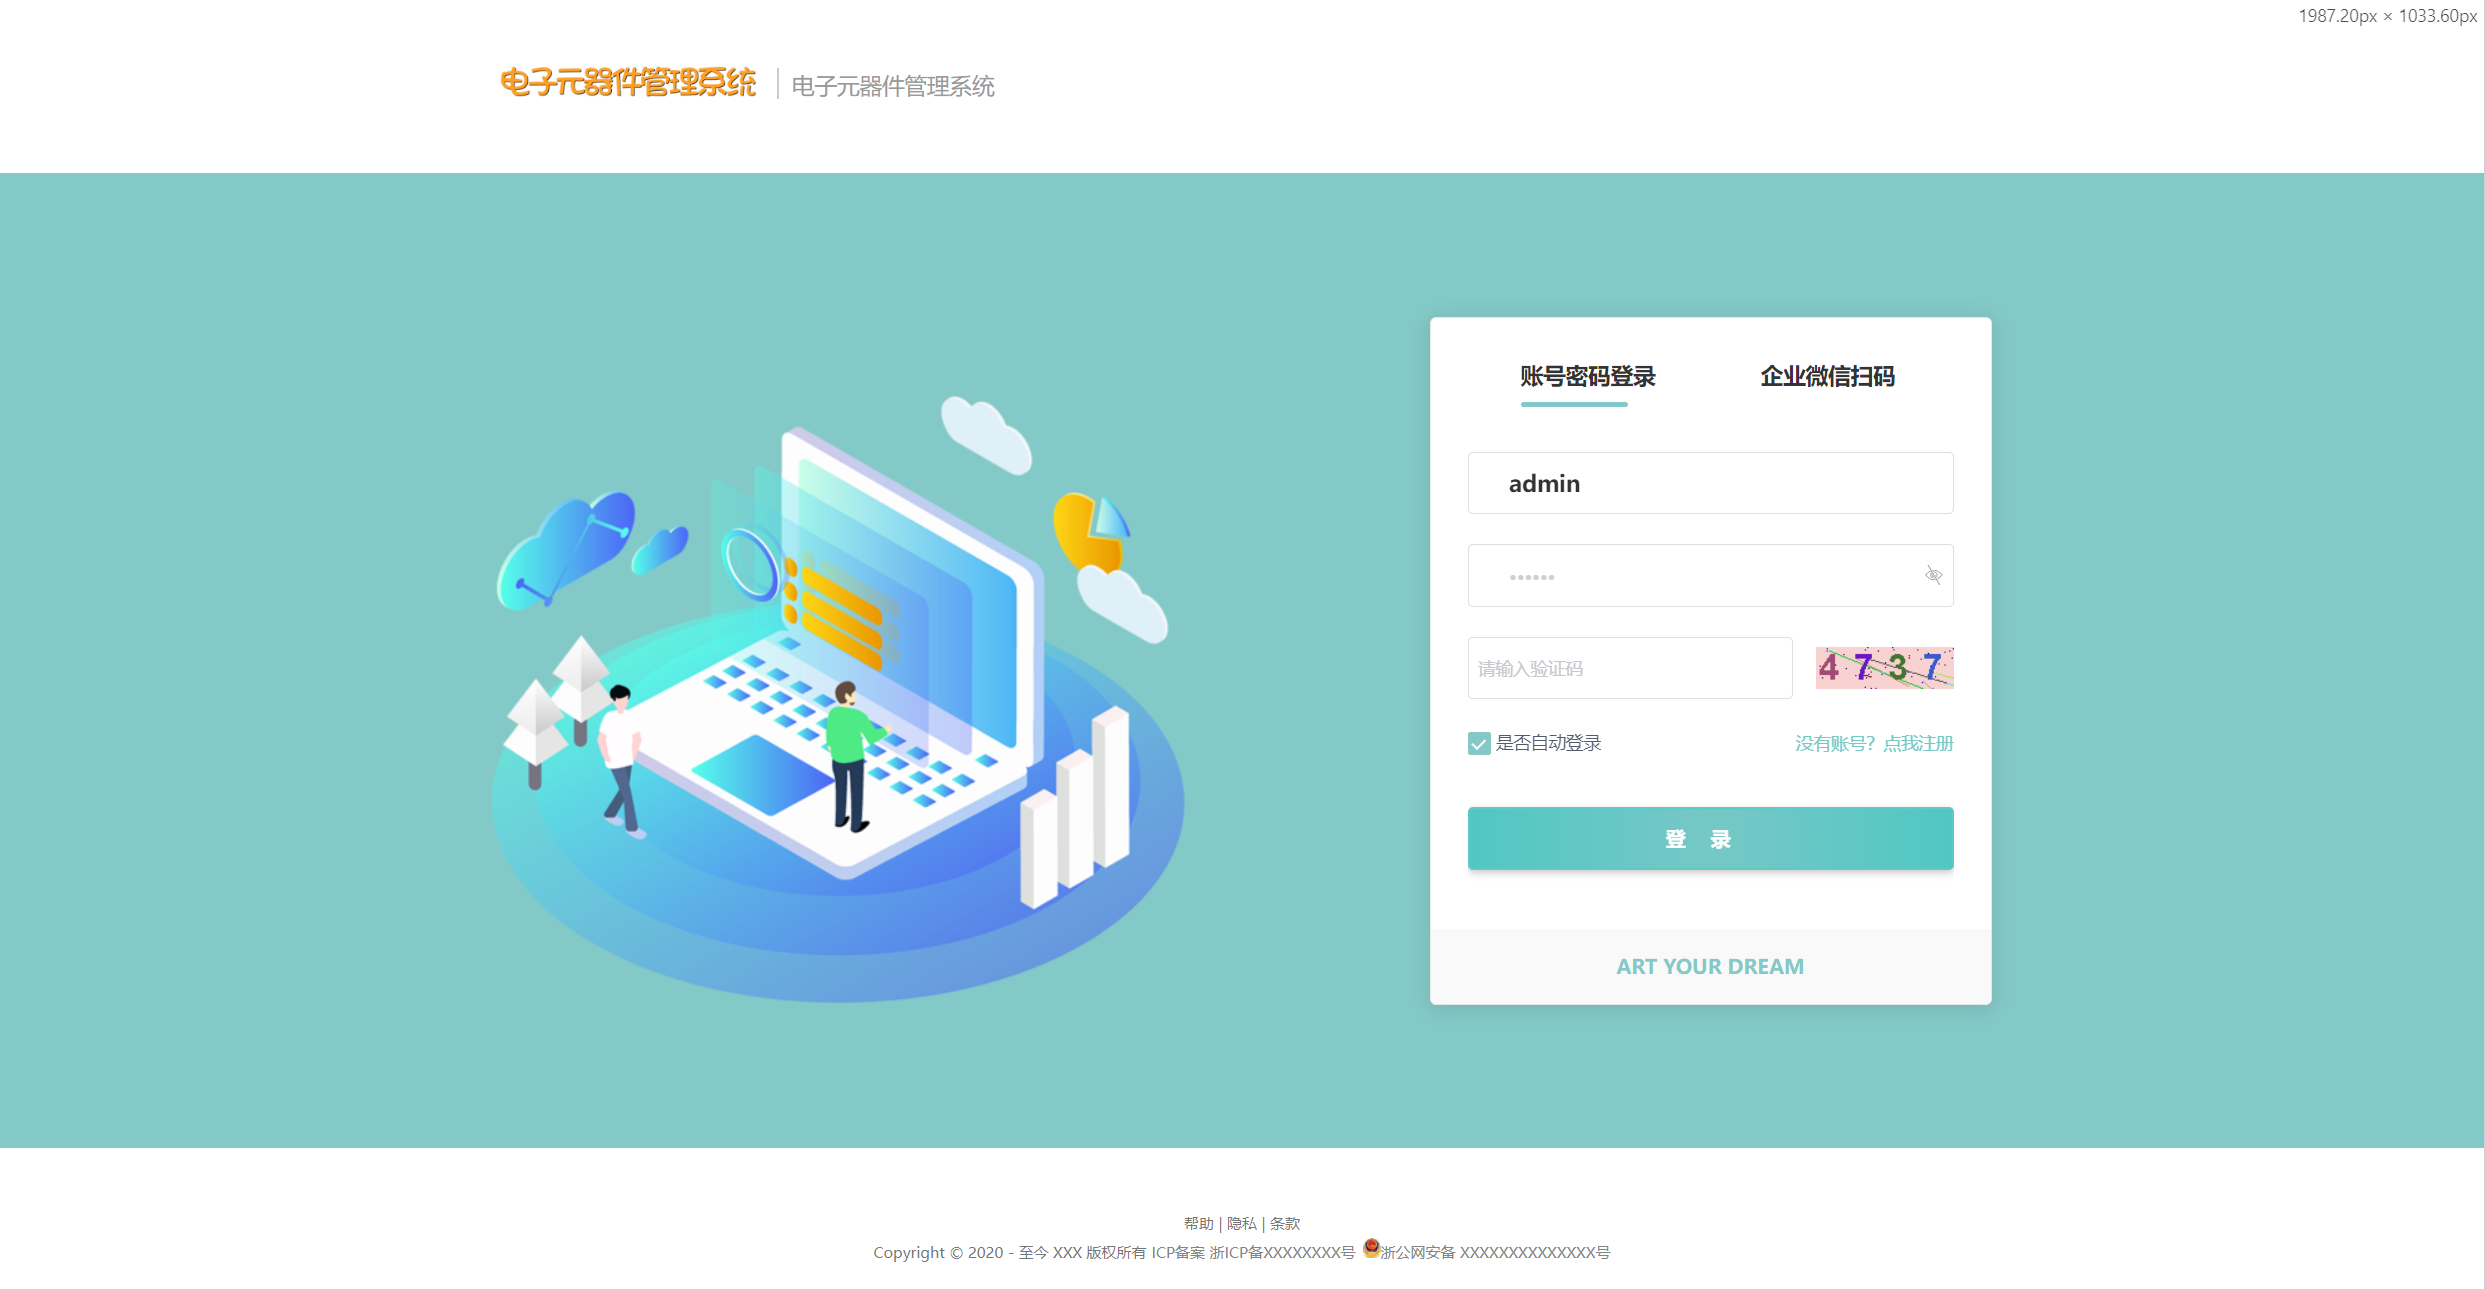 1987.20px × 1033.60px
电子元器件管理系统 电子元器件管理系统
账号密码登录 企业微信扫码
admin
••••••
请输入验证码 4 7 3 7
是否自动登录 没有账号？点我注册
登 录
ART YOUR DREAM
帮助 | 隐私 | 条款
Copyright © 2020 - 至今 XXX 版权所有 ICP备案 浙ICP备XXXXXXXX号 浙公网安备 XXXXXXXXXXXXXX号